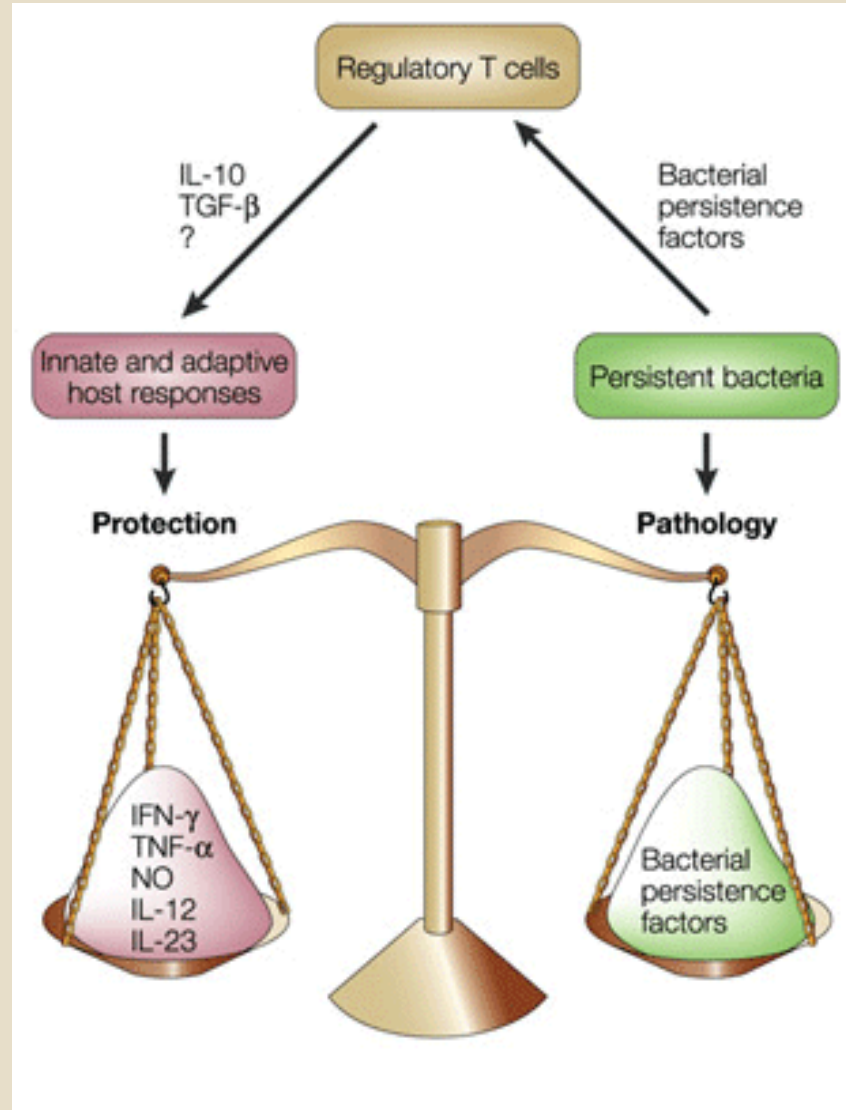 Regulatory T cells
IL-10
TGF-β
?
Bacterial
persistence
factors
Innate and adaptive
host responses
Persistent bacteria
Protection
Pathology
IFN-γ
TNF-α
NO
IL-12
IL-23
Bacterial
persistence
factors